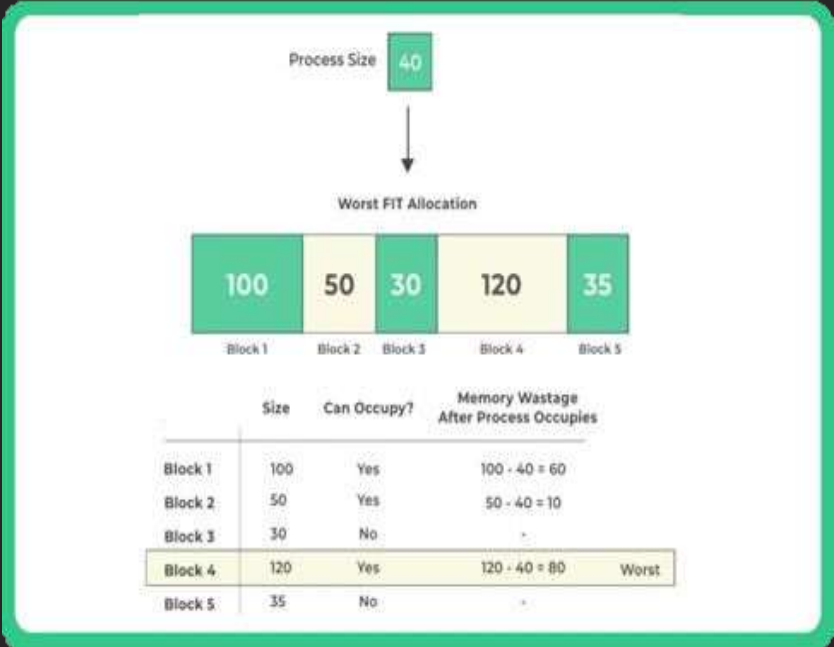 Process Size 40
Worst FIT Allocation
100 50 30 120 35
Block 1 Block 2 Block 3 Block 4 Block 5
Size Can Occupy? Memory Wastage
After Process Occupies
Block 1 100 Yes 100 - 40 = 60
Block 2 50 Yes 50 - 40 = 10
Block 3 30 No -
Block 4 120 Yes 120 - 40 = 80 Worst
Block 5 35 No -